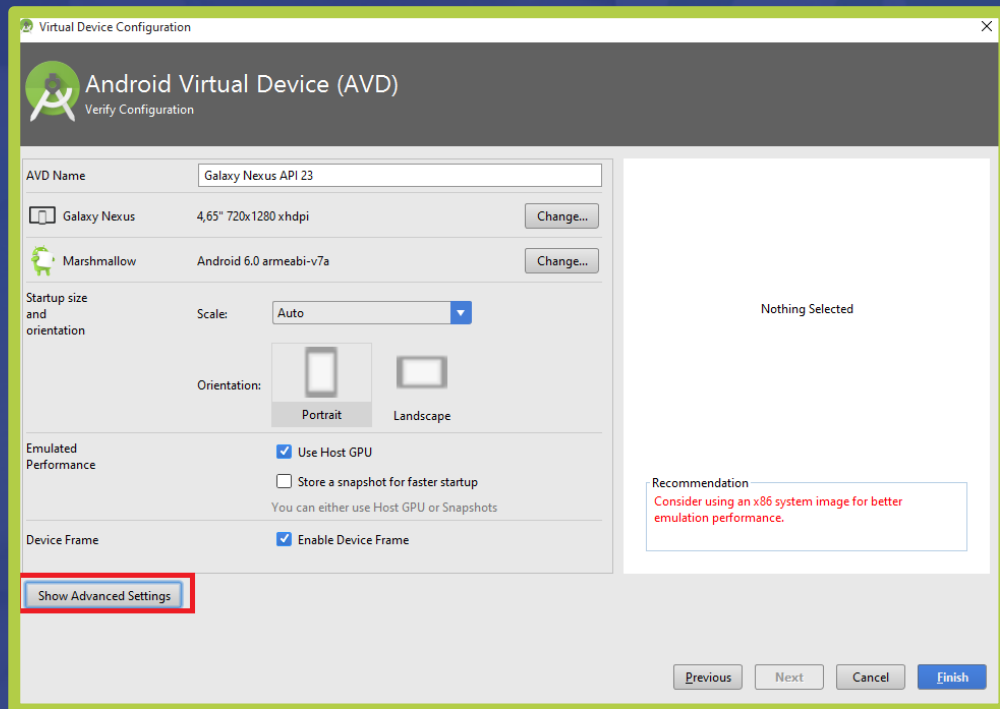 Virtual Device Configuration
Android Virtual Device (AVD)
Verify Configuration
AVD Name
Galaxy Nexus API 23
Galaxy Nexus
4,65" 720x1280 xhdpi
Change...
Marshmallow
Android 6.0 armeabi-v7a
Change...
Startup size
and
orientation
Scale:
Auto
Orientation:
Portrait
Landscape
Emulated
Performance
Use Host GPU
Store a snapshot for faster startup
You can either use Host GPU or Snapshots
Device Frame
Enable Device Frame
Nothing Selected
Recommendation
Consider using an x86 system image for better
emulation performance.
Show Advanced Settings
Previous
Next
Cancel
Finish